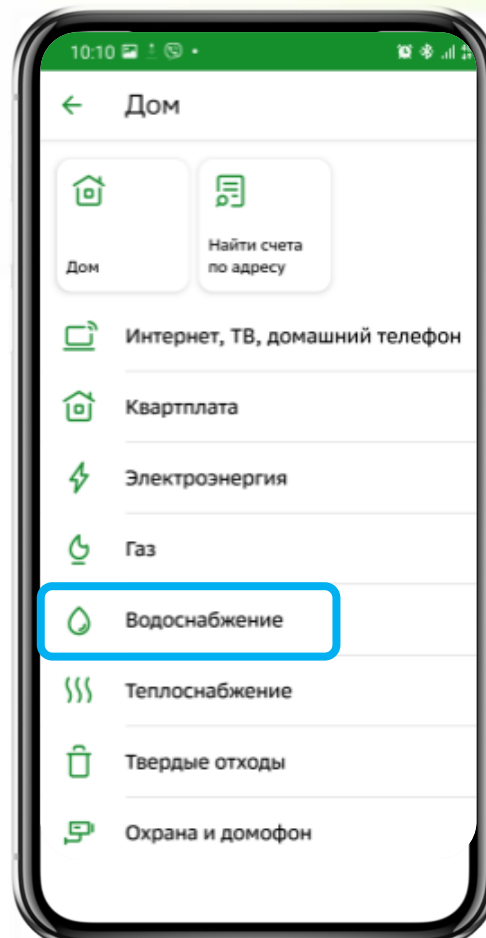 10:10
Дом
Дом
Найти счета
по адресу
Интернет, ТВ, домашний телефон
Квартплата
Электроэнергия
Газ
Водоснабжение
Теплоснабжение
Твердые отходы
Охрана и домофон